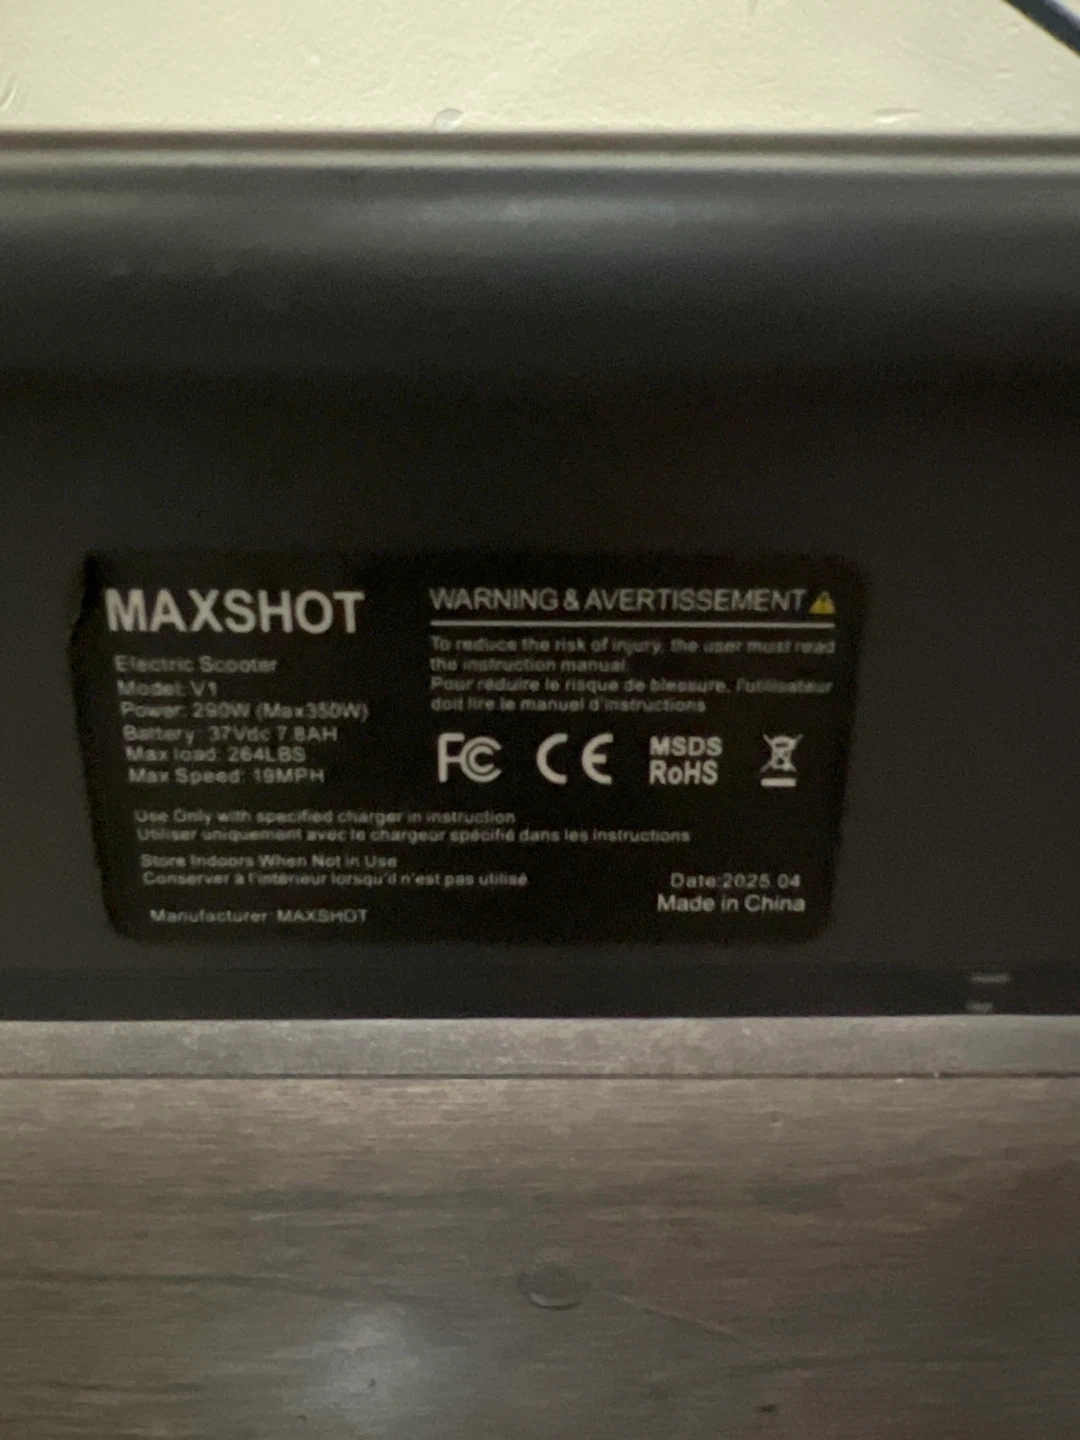 MAXSHOT
Electric Scooter
Model: V1
Power: 290W (Max350W)
Battery: 37Vdc 7.8AH
Max load: 264LBS
Max Speed: 19MPH
WARNING & AVERTISSEMENT
To reduce the risk of injury, the user must read
the instruction manual.
Pour réduire le risque de blessure, l'utilisateur
doit lire le manuel d'instructions
FC CE MSDS
RoHS
Use Only with specified charger in instruction
Utiliser uniquement avec le chargeur spécifié dans les instructions
Store Indoors When Not in Use
Conserver à l'intérieur lorsqu'il n'est pas utilisé
Manufacturer: MAXSHOT
Date:2025.04
Made in China